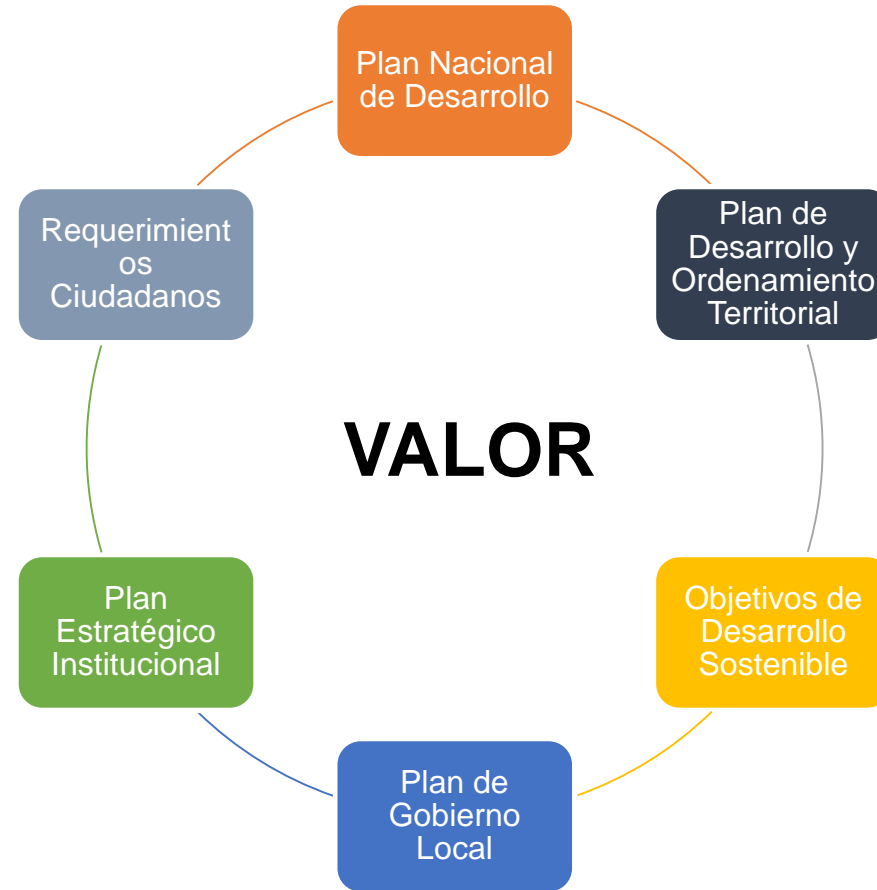 Plan Nacional
de Desarrollo
Requerimient
os
Ciudadanos
Plan de
Desarrollo y
Ordenamiento
Territorial
VALOR
Plan
Estratégico
Institucional
Objetivos de
Desarrollo
Sostenible
Plan de
Gobierno
Local